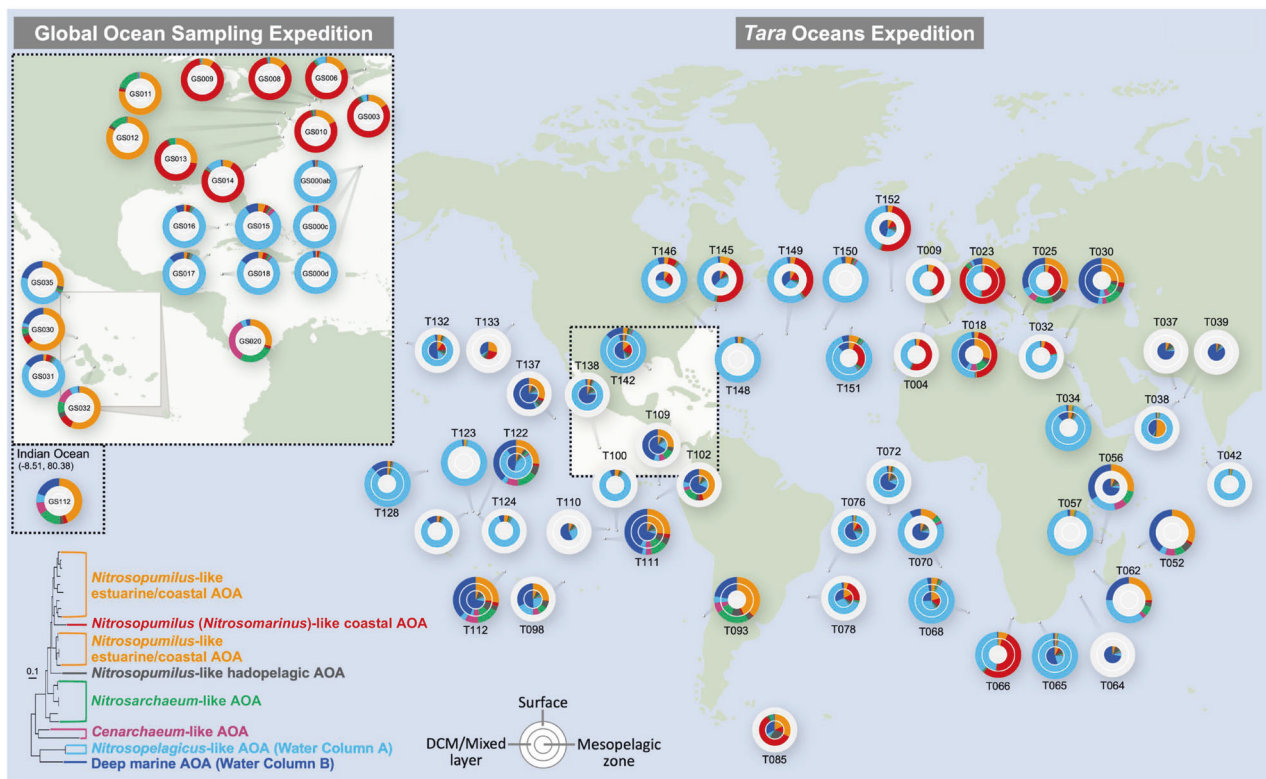 Global Ocean Sampling Expedition
Tara Oceans Expedition
GS009
GS008
GS006
GS011
GS003
GS012
GS010
GS013
GS014
GS000ab
GS016
GS015
GS000c
GS017
GS018
GS000d
GS035
GS030
GS020
GS031
GS032
Indian Ocean
(-8.51, 80.38)
GS112
T152
T146
T145
T149
T150
T009
T023
T025
T030
T132
T133
T137
T138
T142
T148
T151
T004
T018
T032
T037
T039
T034
T038
T109
T123
T122
T100
T102
T072
T056
T042
T128
T124
T110
T111
T076
T070
T057
T052
T062
T112
T098
T093
T078
T068
T066
T065
T064
T085
Nitrosopumilus-like
estuarine/coastal AOA
Nitrosopumilus (Nitrosomarinus)-like coastal AOA
Nitrosopumilus-like
estuarine/coastal AOA
Nitrosopumilus-like hadopelagic AOA
0.1
Nitrosarchaeum-like AOA
Cenarchaeum-like AOA
Nitrosopelagicus-like AOA (Water Column A)
Deep marine AOA (Water Column B)
Surface
DCM/Mixed
layer
Mesopelagic
zone